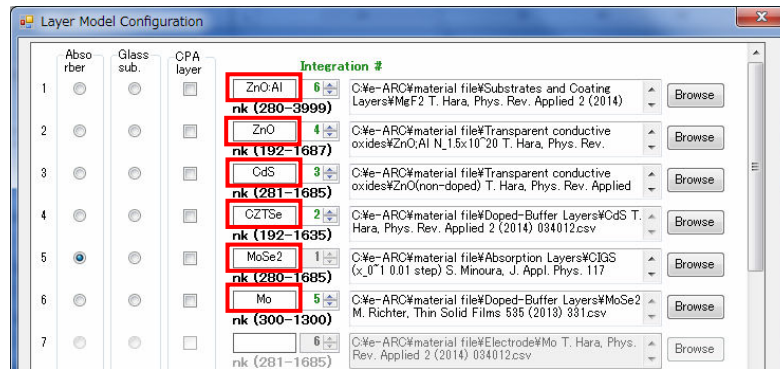 Layer Model Configuration
Abso
rber
Glass
sub.
CPA
layer
Integration #
1 ZnO:Al 6 C:¥e-ARC¥material file¥Substrates and Coating
Layers¥MgF2 T. Hara, Phys. Rev. Applied 2 (2014)
Browse
nk (280-3999)
2 ZnO 4 C:¥e-ARC¥material file¥Transparent conductive
oxides¥ZnO;Al N_1.5x10^20 T. Hara, Phys. Rev.
Browse
nk (192-1687)
3 CdS 3 C:¥e-ARC¥material file¥Transparent conductive
oxides¥ZnO(non-doped) T. Hara, Phys. Rev. Applied
Browse
nk (281-1685)
4 CZTSe 2 C:¥e-ARC¥material file¥Doped-Buffer Layers¥CdS T.
Hara, Phys. Rev. Applied 2 (2014) 034012.csv
Browse
nk (192-1635)
5 MoSe2 1 C:¥e-ARC¥material file¥Absorption Layers¥CIGS
(x_0~1 0.01 step) S. Minoura, J. Appl. Phys. 117
Browse
nk (280-1685)
6 Mo 5 C:¥e-ARC¥material file¥Doped-Buffer Layers¥MoSe2
M. Richter, Thin Solid Films 535 (2013) 331.csv
Browse
nk (300-1300)
7 6 C:¥e-ARC¥material file¥Electrode¥Mo T. Hara, Phys.
Rev. Applied 2 (2014) 034012.csv
Browse
nk (281-1685)